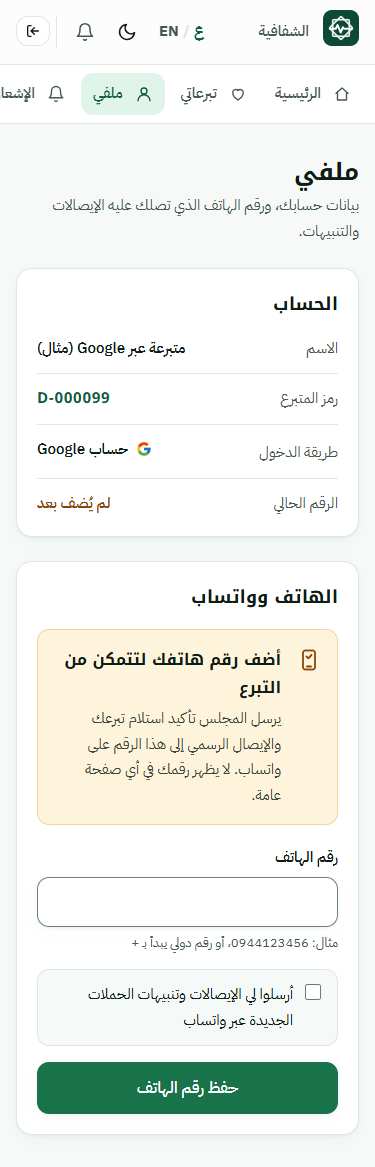 الشفافية
ع / EN
الرئيسية
تبرعاتي
ملفي
ملفي
بيانات حسابك، ورقم الهاتف الذي تصلك عليه الإيصالات
والتنبيهات.
الحساب
الاسم
متبرعة عبر Google (مثال)
رمز المتبرع
D-000099
طريقة الدخول
حساب Google
الرقم الحالي
لم يُضف بعد
الهاتف وواتساب
أضف رقم هاتفك لتتمكن من
التبرع
يرسل المجلس تأكيد استلام تبرعك
والإيصال الرسمي إلى هذا الرقم على
واتساب. لا يظهر رقمك في أي صفحة
عامة.
رقم الهاتف
مثال: 0944123456، أو رقم دولي يبدأ بـ +
أرسلوا لي الإيصالات وتنبيهات الحملات
الجديدة عبر واتساب
حفظ رقم الهاتف